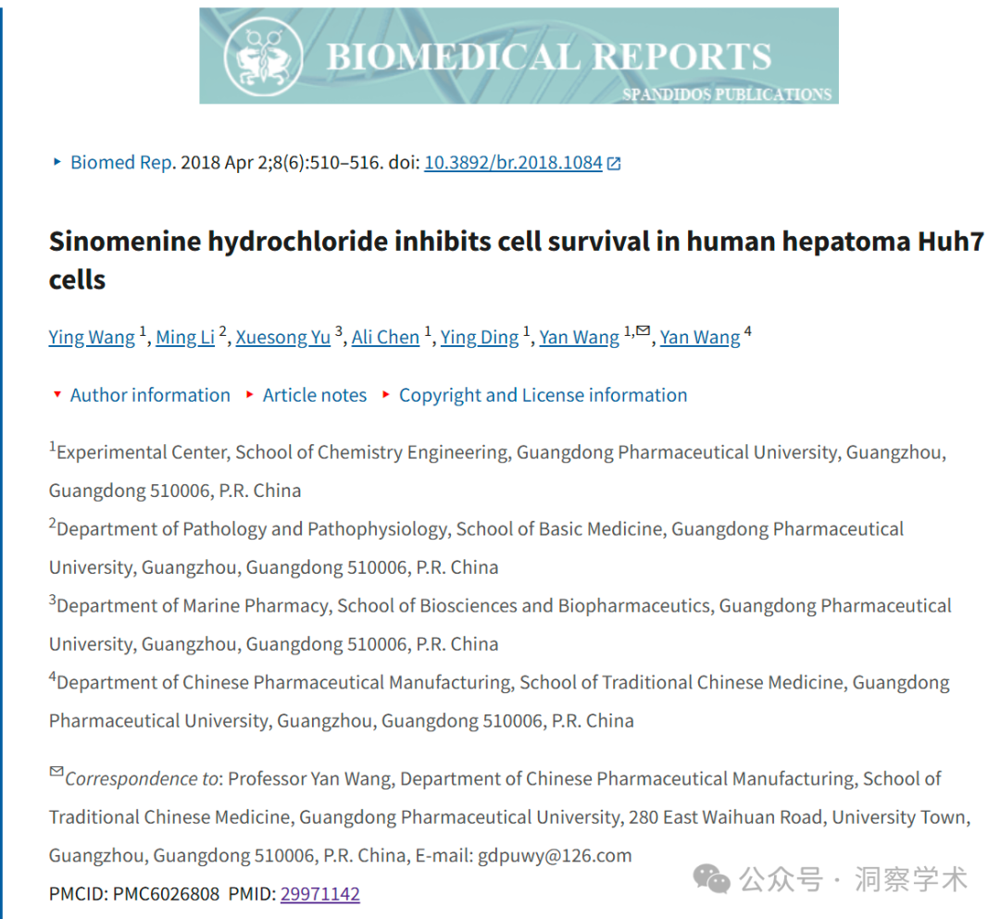 BIOMEDICAL REPORTS
SPANDIDOS PUBLICATIONS
Biomed Rep. 2018 Apr 2;8(6):510–516. doi: 10.3892/br.2018.1084
Sinomenine hydrochloride inhibits cell survival in human hepatoma Huh7
cells
Ying Wang 1, Ming Li 2, Xuesong Yu 3, Ali Chen 1, Ying Ding 1, Yan Wang 1,✉, Yan Wang 4
Author information Article notes Copyright and License information
1Experimental Center, School of Chemistry Engineering, Guangdong Pharmaceutical University, Guangzhou,
Guangdong 510006, P.R. China
2Department of Pathology and Pathophysiology, School of Basic Medicine, Guangdong Pharmaceutical
University, Guangzhou, Guangdong 510006, P.R. China
3Department of Marine Pharmacy, School of Biosciences and Biopharmaceutics, Guangdong Pharmaceutical
University, Guangzhou, Guangdong 510006, P.R. China
4Department of Chinese Pharmaceutical Manufacturing, School of Traditional Chinese Medicine, Guangdong
Pharmaceutical University, Guangzhou, Guangdong 510006, P.R. China
✉Correspondence to: Professor Yan Wang, Department of Chinese Pharmaceutical Manufacturing, School of
Traditional Chinese Medicine, Guangdong Pharmaceutical University, 280 East Waihuan Road, University Town,
Guangzhou, Guangdong 510006, P.R. China, E-mail: gdpuwy@126.com
PMCID: PMC6026808 PMID: 29971142
公众号 · 洞察学术